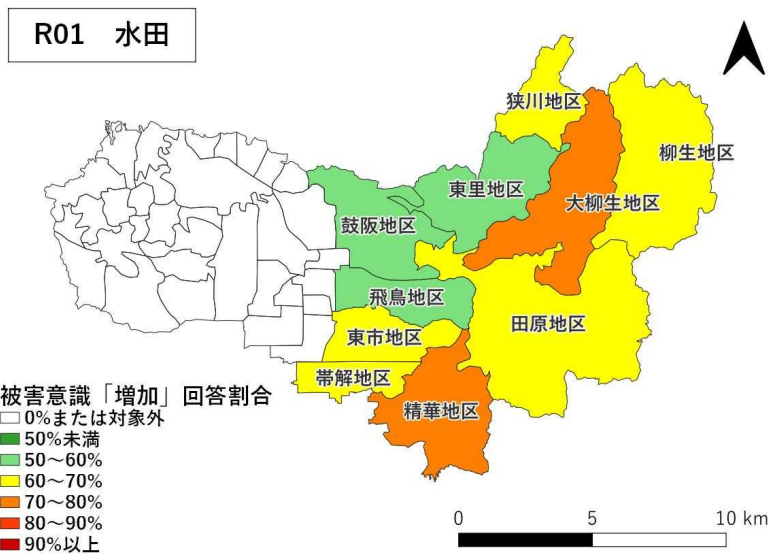 R01 水田
狭川地区
柳生地区
東里地区
大柳生地区
鼓阪地区
飛鳥地区
田原地区
東市地区
帯解地区
精華地区
被害意識「増加」回答割合
0%または対象外
50%未満
50～60%
60～70%
70～80%
80～90%
90%以上
0 5 10 km